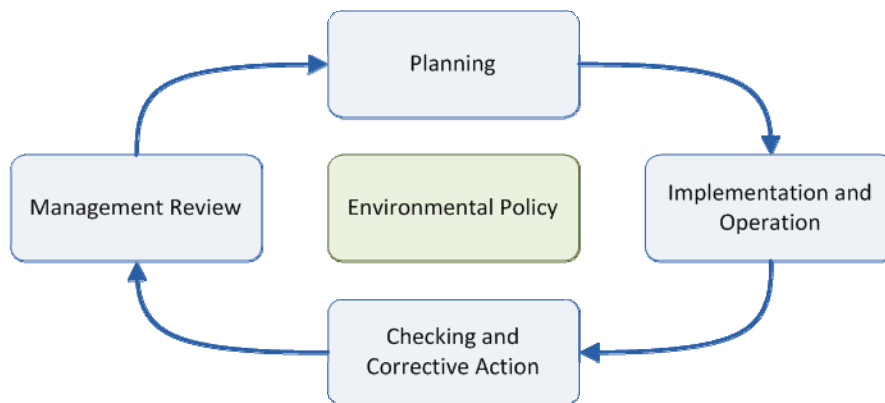 Planning
Management Review
Environmental Policy
Implementation and
Operation
Checking and
Corrective Action